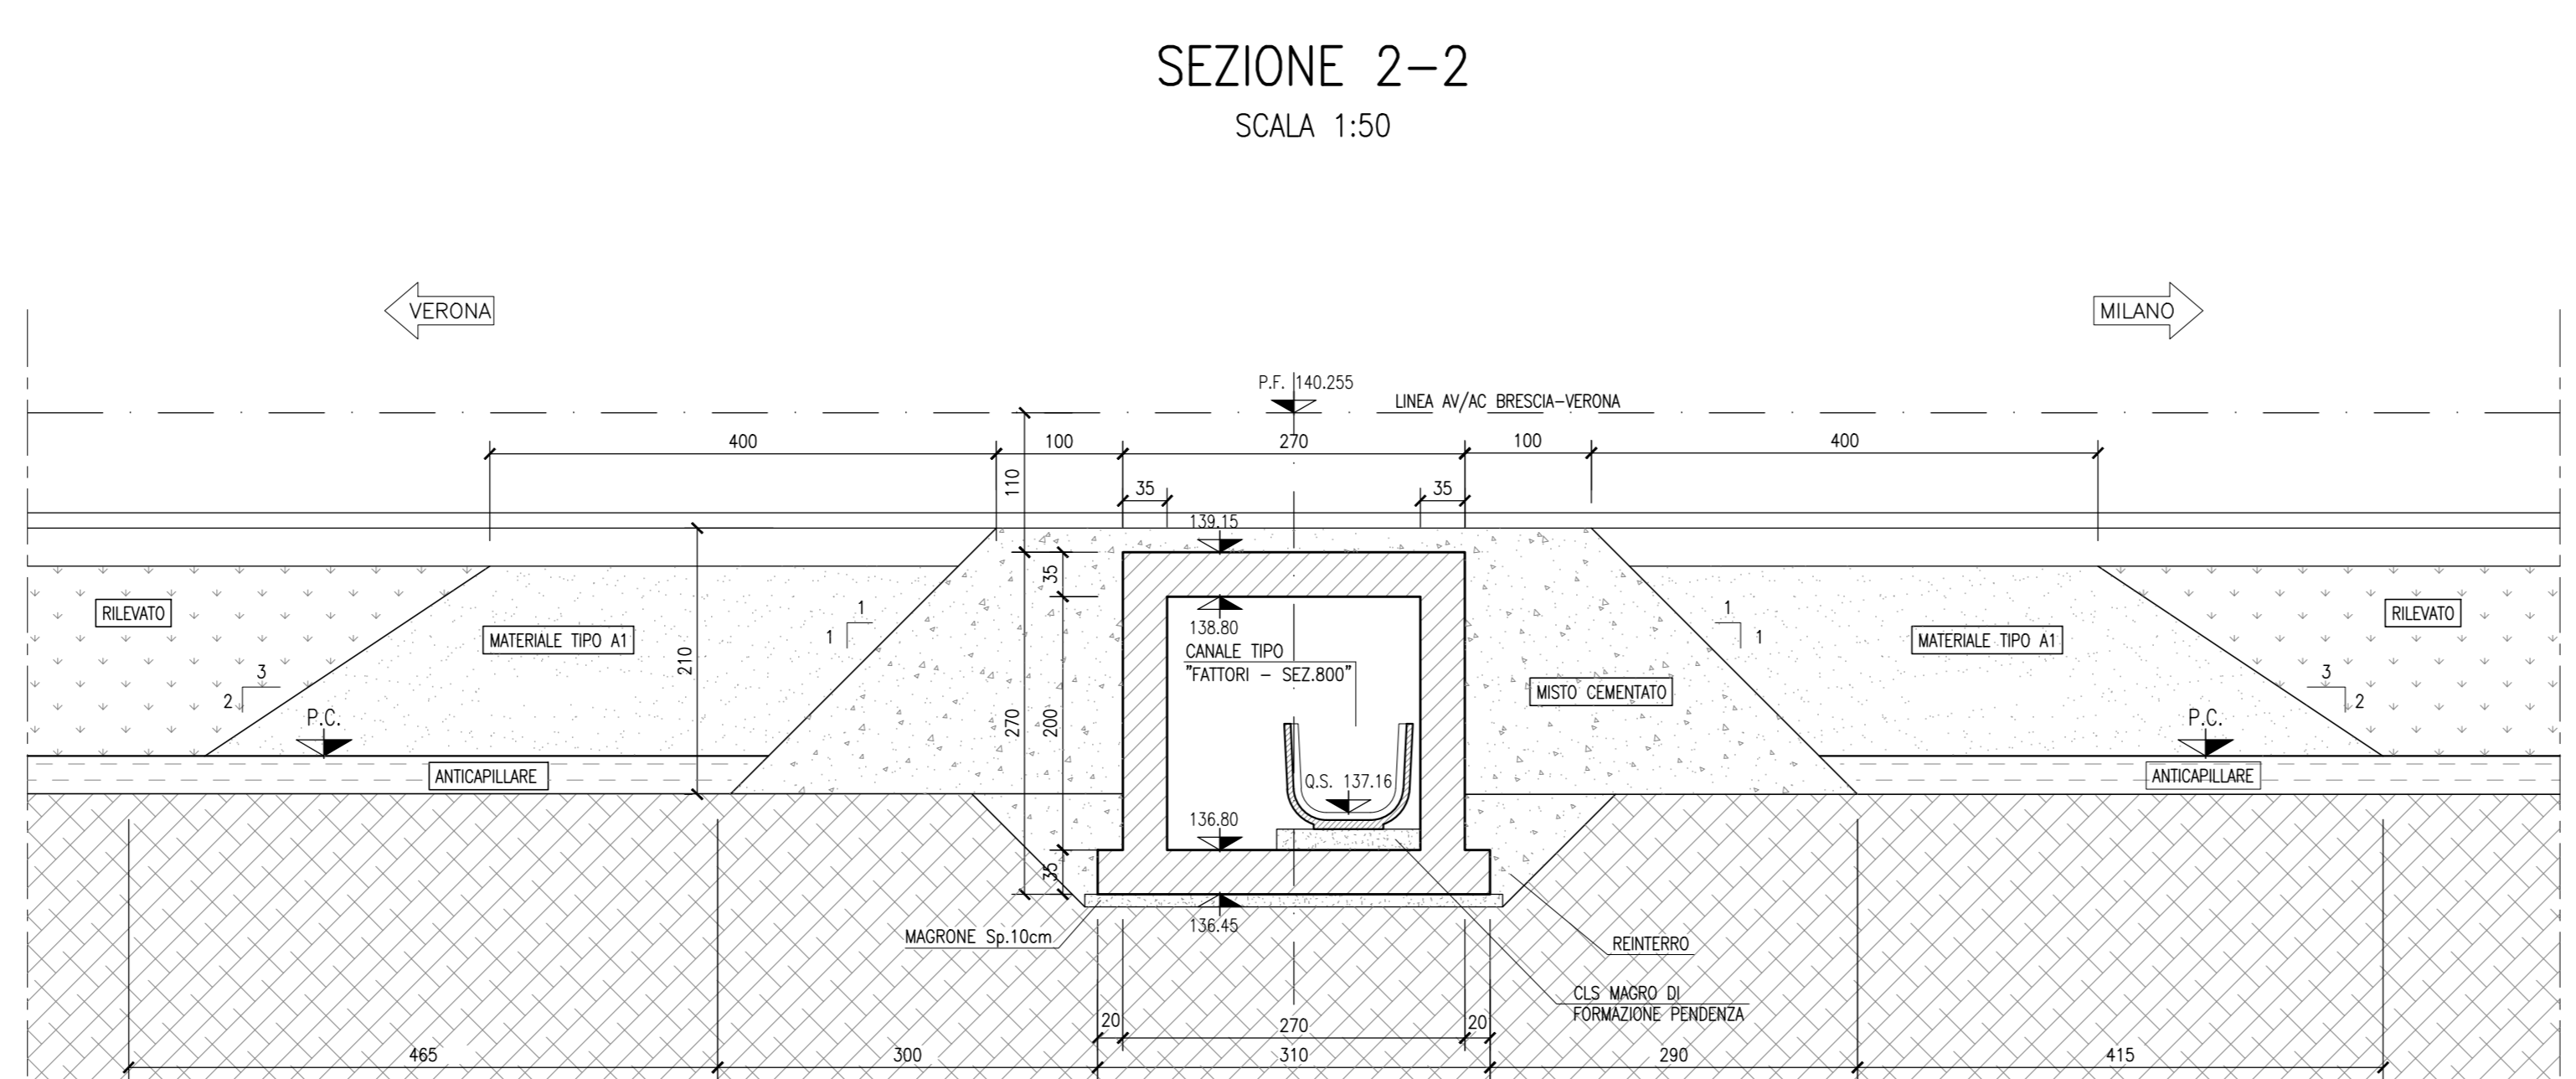 SEZIONE 2-2
SCALA 1:50
VERONA
MILANO
P.F. 140.255
LINEA AV/AC BRESCIA-VERONA
400
100
270
100
400
110
35
35
139.15
35
138.80
CANALE TIPO
"FATTORI - SEZ.800"
RILEVATO
MATERIALE TIPO A1
1
1
210
3
2
P.C.
ANTICAPILLARE
270
200
MISTO CEMENTATO
1
1
MATERIALE TIPO A1
RILEVATO
3
2
P.C.
ANTICAPILLARE
Q.S. 137.16
136.80
35
136.45
MAGRONE Sp.10cm
REINTERRO
CLS MAGRO DI
FORMAZIONE PENDENZA
20
270
20
465
300
310
290
415